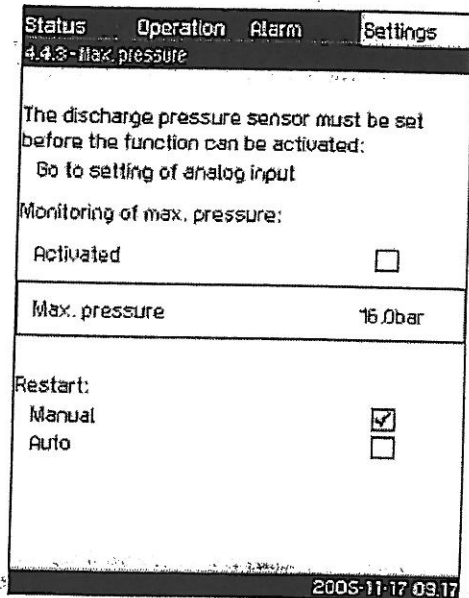 Status Operation Alarm Settings
4.4.3 - Max. pressure
The discharge pressure sensor must be set
before the function can be activated:
Go to setting of analog input
Monitoring of max. pressure:
Activated
Max. pressure 16.0bar
Restart:
Manual
Auto
2005-11-17 09.17